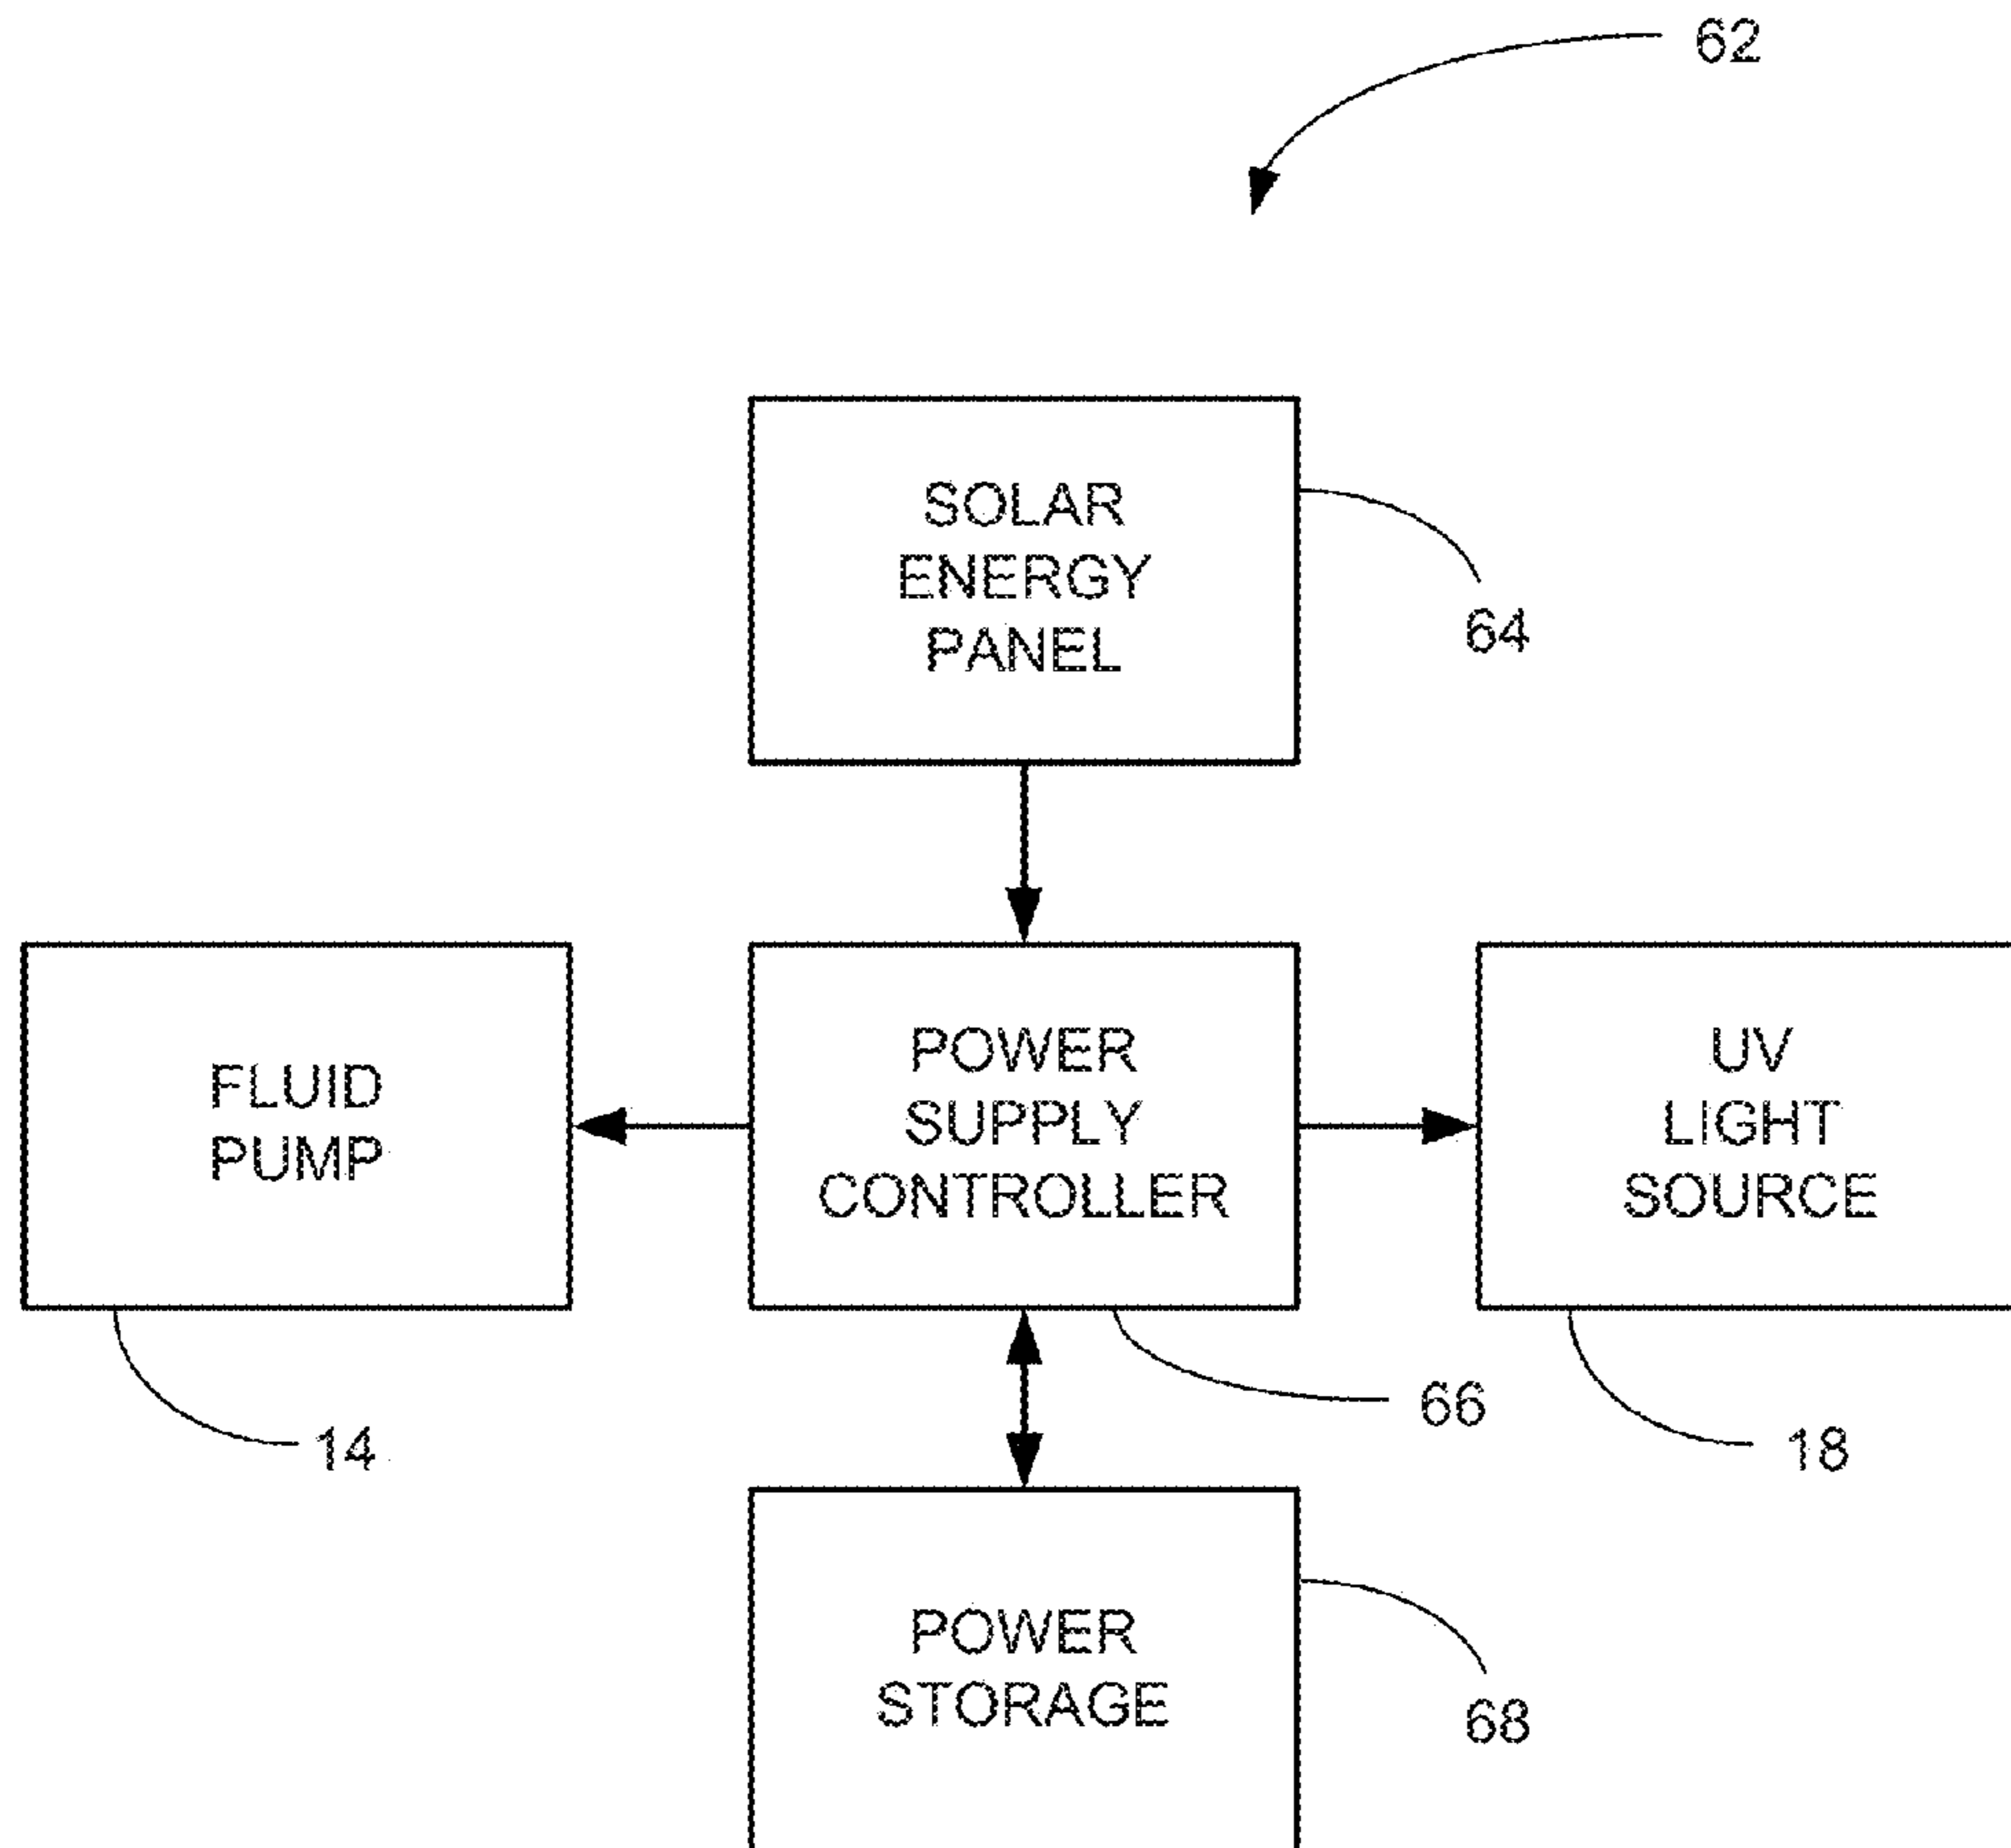 62
SOLAR
ENERGY
PANEL
64
FLUID
PUMP
POWER
SUPPLY
CONTROLLER
UV
LIGHT
SOURCE
14
66
18
POWER
STORAGE
68